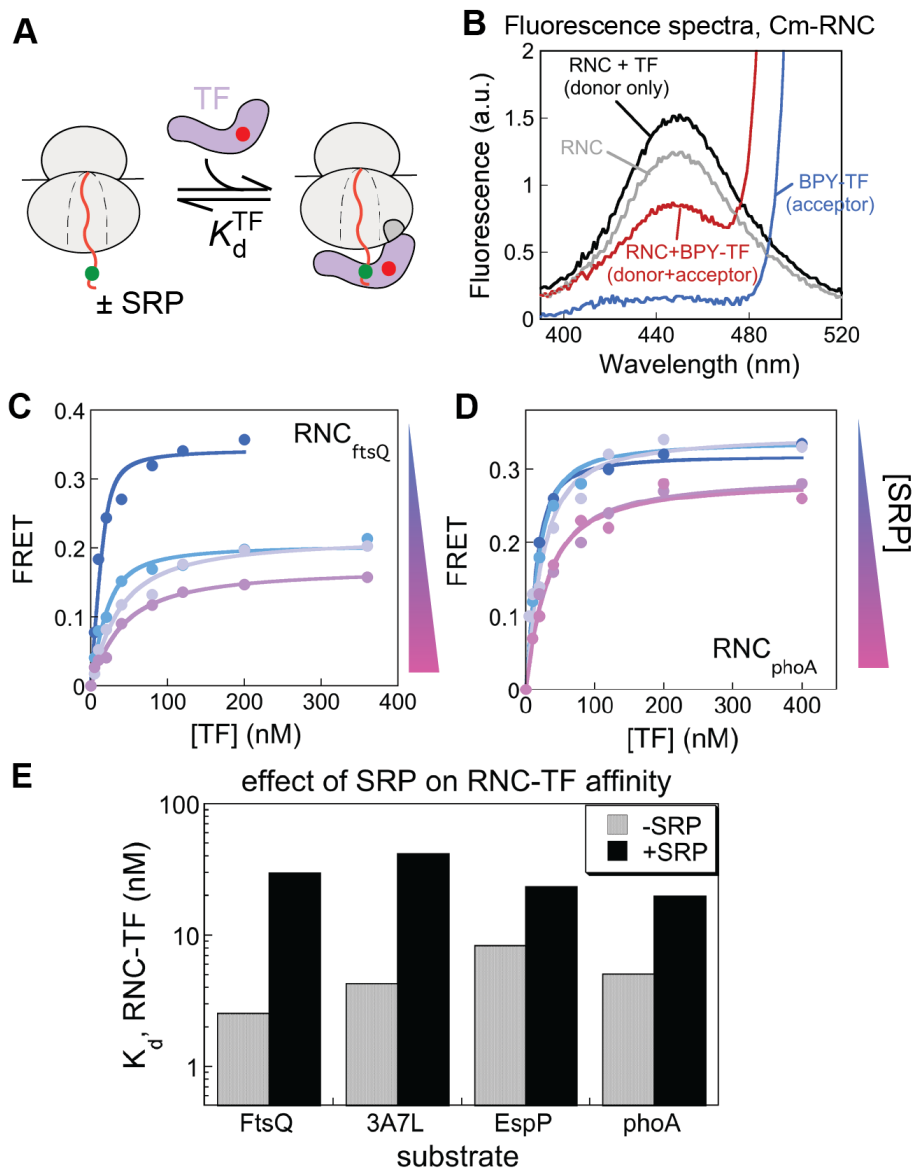 A
TF
K_d^TF
± SRP
B Fluorescence spectra, Cm-RNC
Fluorescence (a.u.)
2
1.5
1
0.5
0
RNC + TF
(donor only)
RNC
BPY-TF
(acceptor)
RNC+BPY-TF
(donor+acceptor)
400 440 480 520
Wavelength (nm)
C
FRET
0.4
0.3
0.2
0.1
0
RNC_ftsQ
0 100 200 300 400
[TF] (nM)
D
FRET
0.3
0.2
0.1
0
RNC_phoA
0 100 200 300 400
[TF] (nM)
[SRP]
E effect of SRP on RNC-TF affinity
K_d, RNC-TF (nM)
100
10
1
-SRP
+SRP
FtsQ 3A7L EspP phoA
substrate